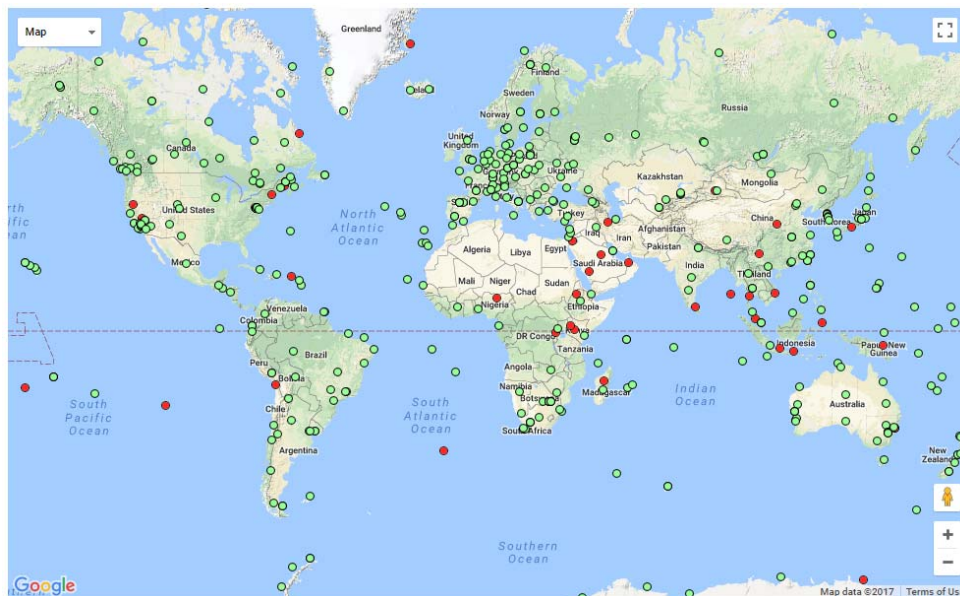 Map
Greenland
Finland
Sweden
Norway
Russia
United
Kingdom
Canada
Ukraine
Kazakhstan
Mongolia
United States
North
Atlantic
Ocean
Turkey
Iraq
Iran
Afghanistan
Pakistan
China
South Korea
Japan
Mexico
Algeria
Libya
Egypt
Saudi Arabia
India
Thailand
Mali
Niger
Chad
Sudan
Nigeria
Ethiopia
Venezuela
Colombia
DR Congo
Kenya
Tanzania
Indonesia
Papua New
Guinea
Peru
Brazil
Bolivia
Angola
Namibia
Botswana
Madagascar
Indian
Ocean
Australia
South
Pacific
Ocean
Chile
South
Atlantic
Ocean
South Africa
Argentina
New
Zealand
Southern
Ocean
Google
Map data ©2017
Terms of Us